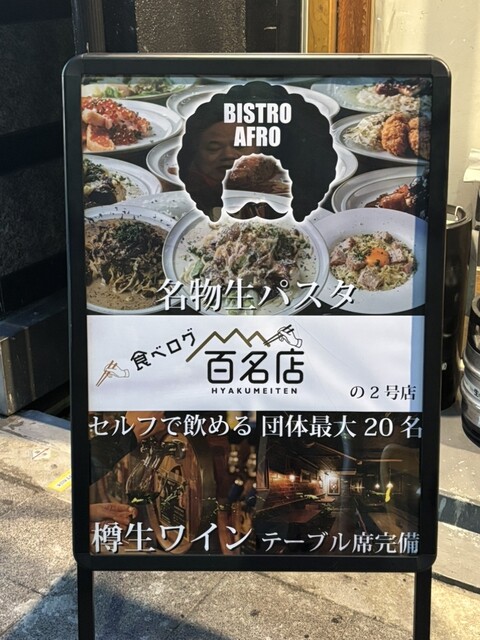 BISTRO
AFRO
名物生パスタ
食べログ
百名店
HYAKUMEITEN
の2号店
セルフで飲める 団体最大20名
樽生ワイン テーブル席完備